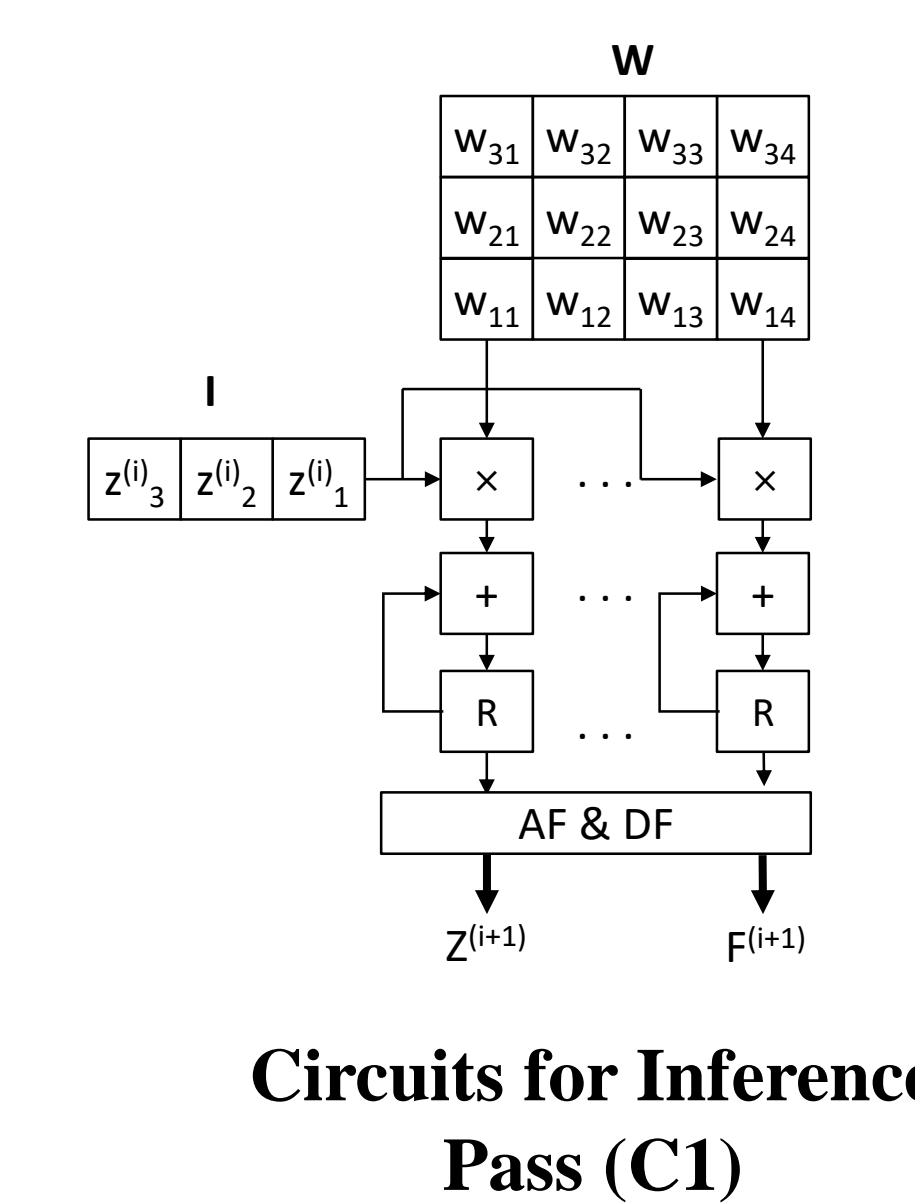 W
w31 w32 w33 w34
w21 w22 w23 w24
w11 w12 w13 w14
I
z(i)3 z(i)2 z(i)1
× . . . ×
+ . . . +
R . . . R
AF & DF
Z(i+1) F(i+1)
Circuits for Inference
Pass (C1)